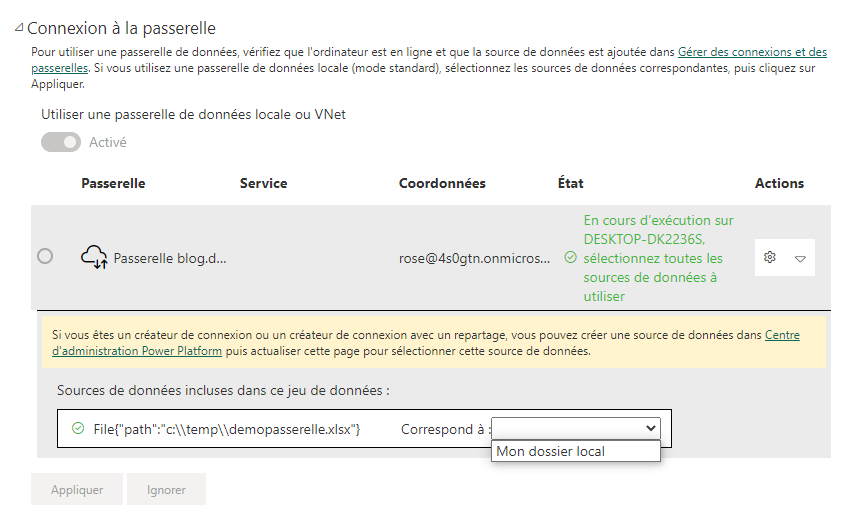 Connexion à la passerelle
Pour utiliser une passerelle de données, vérifiez que l'ordinateur est en ligne et que la source de données est ajoutée dans Gérer des connexions et des
passerelles. Si vous utilisez une passerelle de données locale (mode standard), sélectionnez les sources de données correspondantes, puis cliquez sur
Appliquer.
Utiliser une passerelle de données locale ou VNet
Activé
Passerelle Service Coordonnées État Actions
En cours d'exécution sur
DESKTOP-DK2236S,
Passerelle blog.d... rose@4s0gtn.onmicros... sélectionnez toutes les
sources de données à
utiliser
Si vous êtes un créateur de connexion ou un créateur de connexion avec un repartage, vous pouvez créer une source de données dans Centre
d'administration Power Platform puis actualiser cette page pour sélectionner cette source de données.
Sources de données incluses dans ce jeu de données :
File{"path":"c:\\temp\\demopasserelle.xlsx"} Correspond à :
Mon dossier local
Appliquer Ignorer